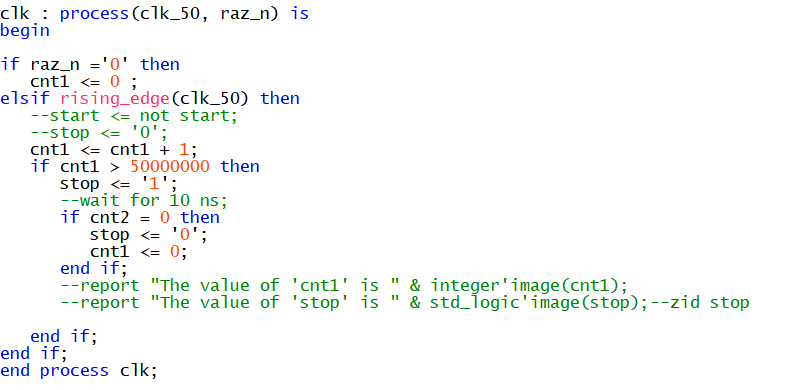 clk : process(clk_50, raz_n) is
begin
if raz_n ='0' then
cnt1 <= 0 ;
elsif rising_edge(clk_50) then
--start <= not start;
--stop <= '0';
cnt1 <= cnt1 + 1;
if cnt1 > 50000000 then
stop <= '1';
--wait for 10 ns;
if cnt2 = 0 then
stop <= '0';
cnt1 <= 0;
end if;
--report "The value of 'cnt1' is " & integer'image(cnt1);
--report "The value of 'stop' is " & std_logic'image(stop);--zid stop
end if;
end if;
end process clk;